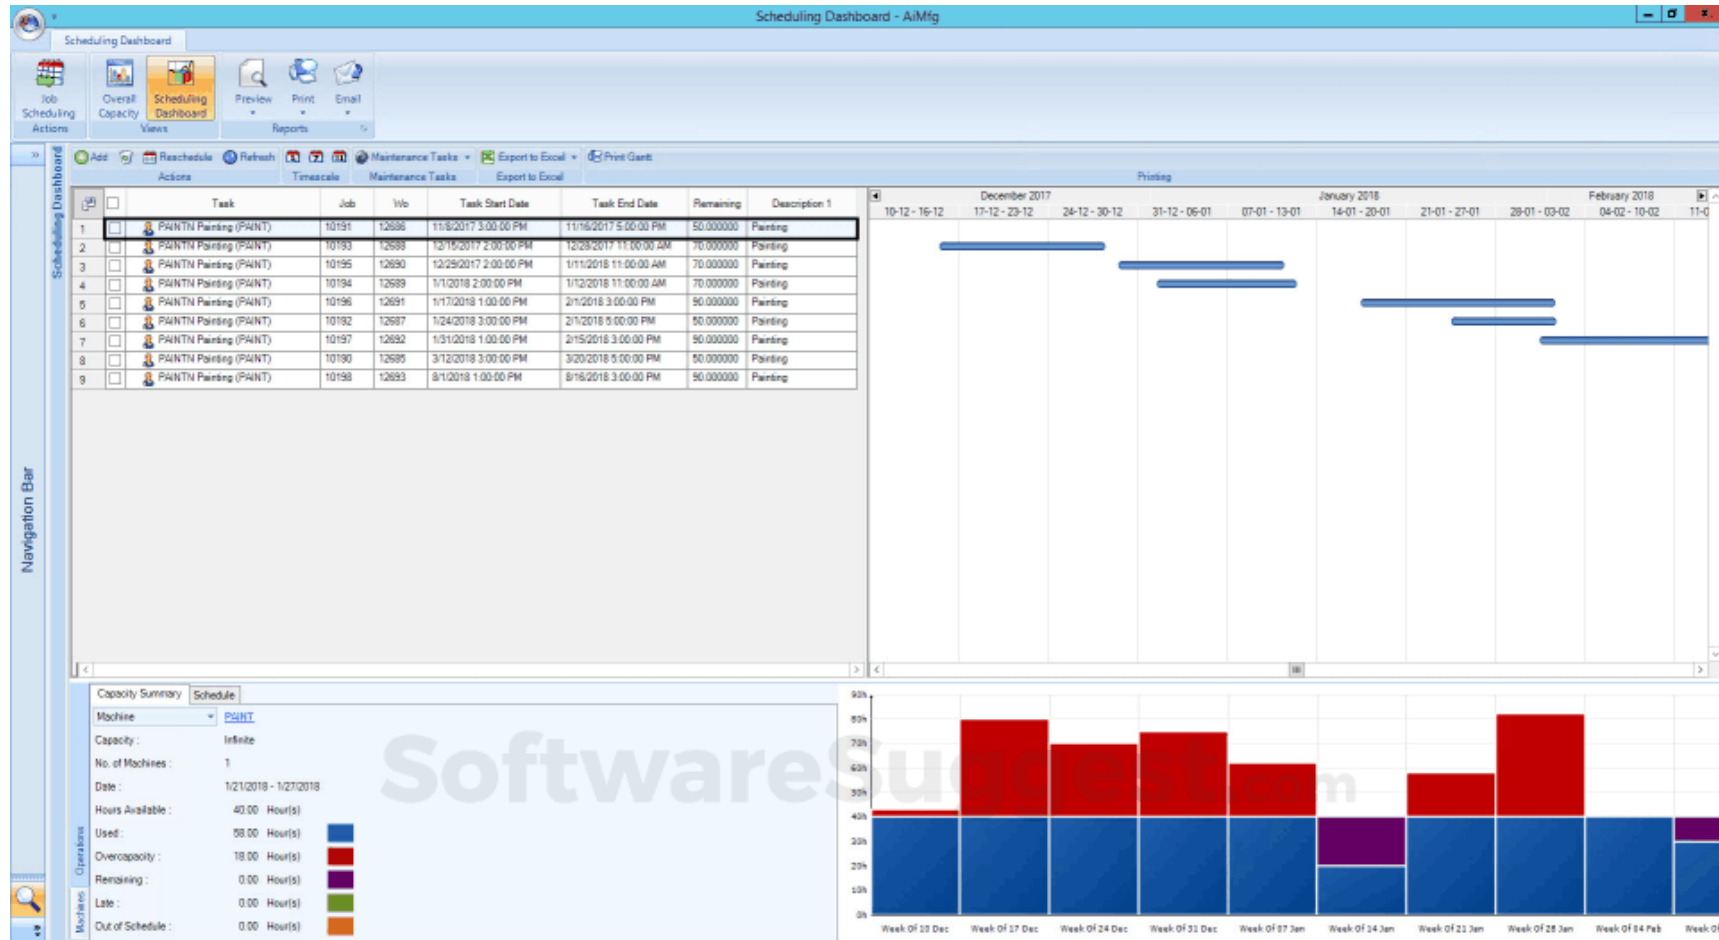 Scheduling Dashboard - AiMfg
Scheduling Dashboard
Job Scheduling
Overall Capacity
Scheduling Dashboard
Preview
Print
Email
Actions
Views
Reports
Scheduling Dashboard
Navigation Bar
Add
Reschedule
Refresh
Maintenance Tasks
Export to Excel
Print Gantt
Actions
Timescale
Maintenance Tasks
Export to Excel
Printing
Task Job Wo Task Start Date Task End Date Remaining Description 1
1 PAINTN Painting (PAINT) 10191 12686 11/8/2017 3:00:00 PM 11/16/2017 5:00:00 PM 50.000000 Painting
2 PAINTN Painting (PAINT) 10193 12688 12/15/2017 2:00:00 PM 12/28/2017 11:00:00 AM 70.000000 Painting
3 PAINTN Painting (PAINT) 10195 12690 12/29/2017 2:00:00 PM 1/11/2018 11:00:00 AM 70.000000 Painting
4 PAINTN Painting (PAINT) 10194 12689 1/1/2018 2:00:00 PM 1/12/2018 11:00:00 AM 70.000000 Painting
5 PAINTN Painting (PAINT) 10196 12691 1/17/2018 1:00:00 PM 2/1/2018 3:00:00 PM 90.000000 Painting
6 PAINTN Painting (PAINT) 10192 12687 1/24/2018 3:00:00 PM 2/1/2018 5:00:00 PM 50.000000 Painting
7 PAINTN Painting (PAINT) 10197 12692 1/31/2018 1:00:00 PM 2/15/2018 3:00:00 PM 90.000000 Painting
8 PAINTN Painting (PAINT) 10190 12685 3/12/2018 3:00:00 PM 3/20/2018 5:00:00 PM 50.000000 Painting
9 PAINTN Painting (PAINT) 10198 12693 8/1/2018 1:00:00 PM 8/16/2018 3:00:00 PM 90.000000 Painting
December 2017 January 2018 February 2018
10-12 - 16-12 17-12 - 23-12 24-12 - 30-12 31-12 - 06-01 07-01 - 13-01 14-01 - 20-01 21-01 - 27-01 28-01 - 03-02 04-02 - 10-02
Capacity Summary Schedule
Machine PAINT
Capacity : Infinite
No. of Machines : 1
Date : 1/21/2018 - 1/27/2018
Hours Available : 40.00 Hour(s)
Used : 58.00 Hour(s)
Overcapacity : 18.00 Hour(s)
Remaining : 0.00 Hour(s)
Late : 0.00 Hour(s)
Out of Schedule : 0.00 Hour(s)
Operations
Machines
90h
80h
70h
60h
50h
40h
30h
20h
10h
0h
Week Of 10 Dec Week Of 17 Dec Week Of 24 Dec Week Of 31 Dec Week Of 07 Jan Week Of 14 Jan Week Of 21 Jan Week Of 28 Jan Week Of 04 Feb Week Of
SoftwareSuggest.com